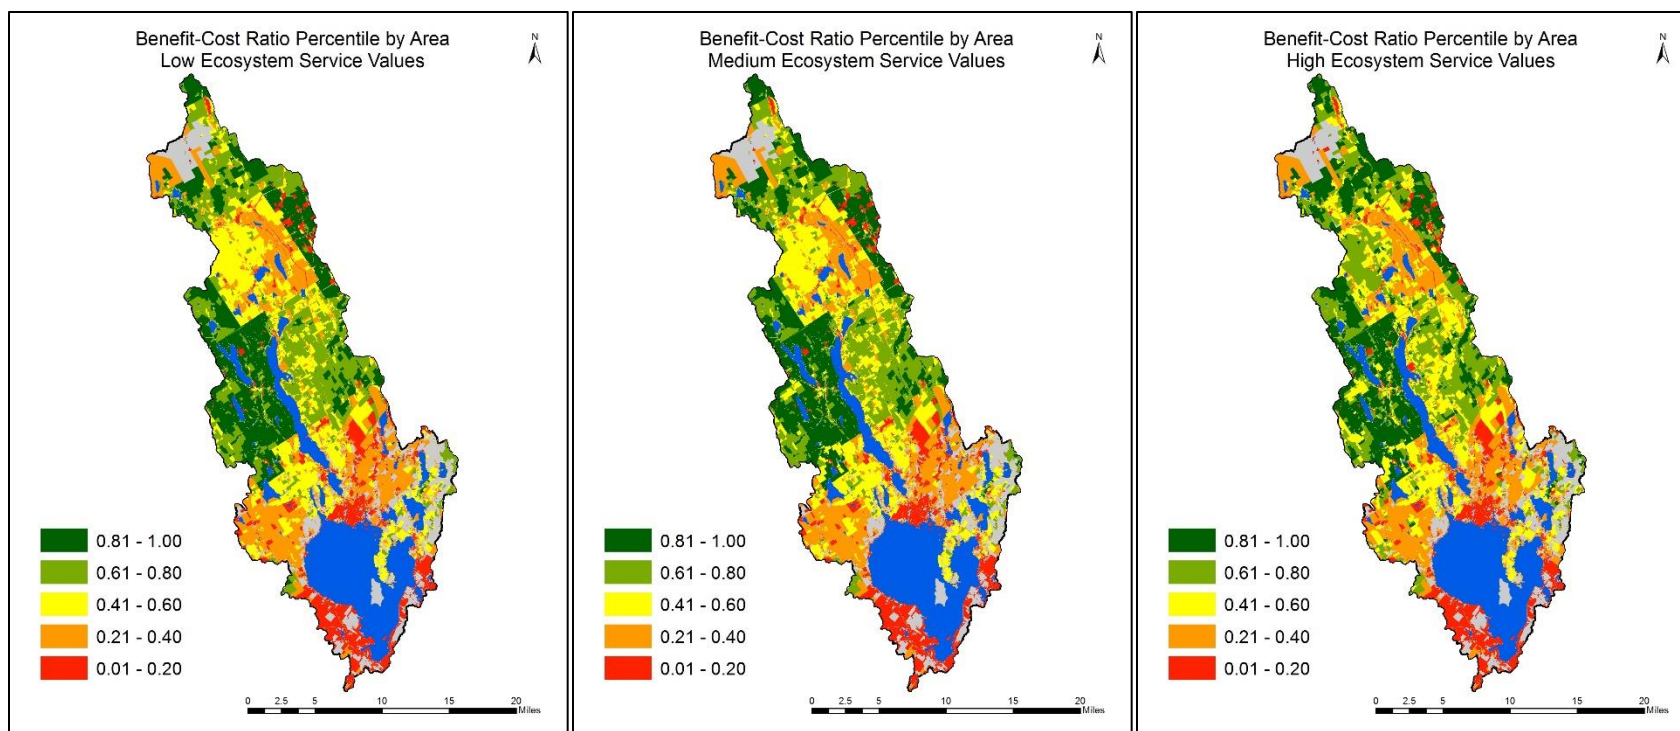 Benefit-Cost Ratio Percentile by Area
Low Ecosystem Service Values
N
0.81 - 1.00
0.61 - 0.80
0.41 - 0.60
0.21 - 0.40
0.01 - 0.20
0 2.5 5 10 15 20
Miles
Benefit-Cost Ratio Percentile by Area
Medium Ecosystem Service Values
N
0.81 - 1.00
0.61 - 0.80
0.41 - 0.60
0.21 - 0.40
0.01 - 0.20
0 2.5 5 10 15 20
Miles
Benefit-Cost Ratio Percentile by Area
High Ecosystem Service Values
N
0.81 - 1.00
0.61 - 0.80
0.41 - 0.60
0.21 - 0.40
0.01 - 0.20
0 2.5 5 10 15 20
Miles